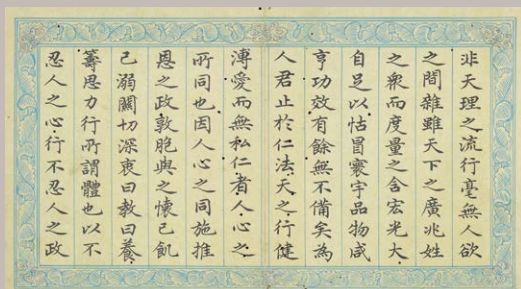 非天理之流行毫無人欲
之間雜雖天下之廣兆姓
之衆而度量之含宏光大
自足以怙冒寰宇品物咸
亨功效有餘無不備矣為
人君止於仁法天之行健
溥愛而無私仁者人心之
所同也因人心之同施推
恩之政敦胞與之懷己飢
己溺關切深衷曰教曰養
籌思力行所謂體也以不
忍人之心行不忍人之政